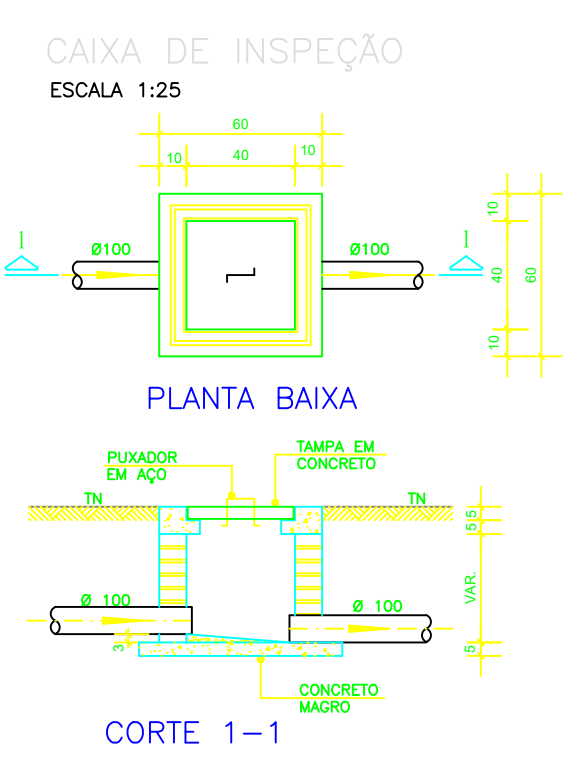 CAIXA DE INSPEÇÃO
ESCALA 1:25
60
10 40 10
1 Ø100 Ø100 1
10
40 60
10
PLANTA BAIXA
PUXADOR
EM AÇO
TAMPA EM
CONCRETO
TN TN
5
5
VAR.
Ø 100 Ø 100
3 5
CONCRETO
MAGRO
CORTE 1-1